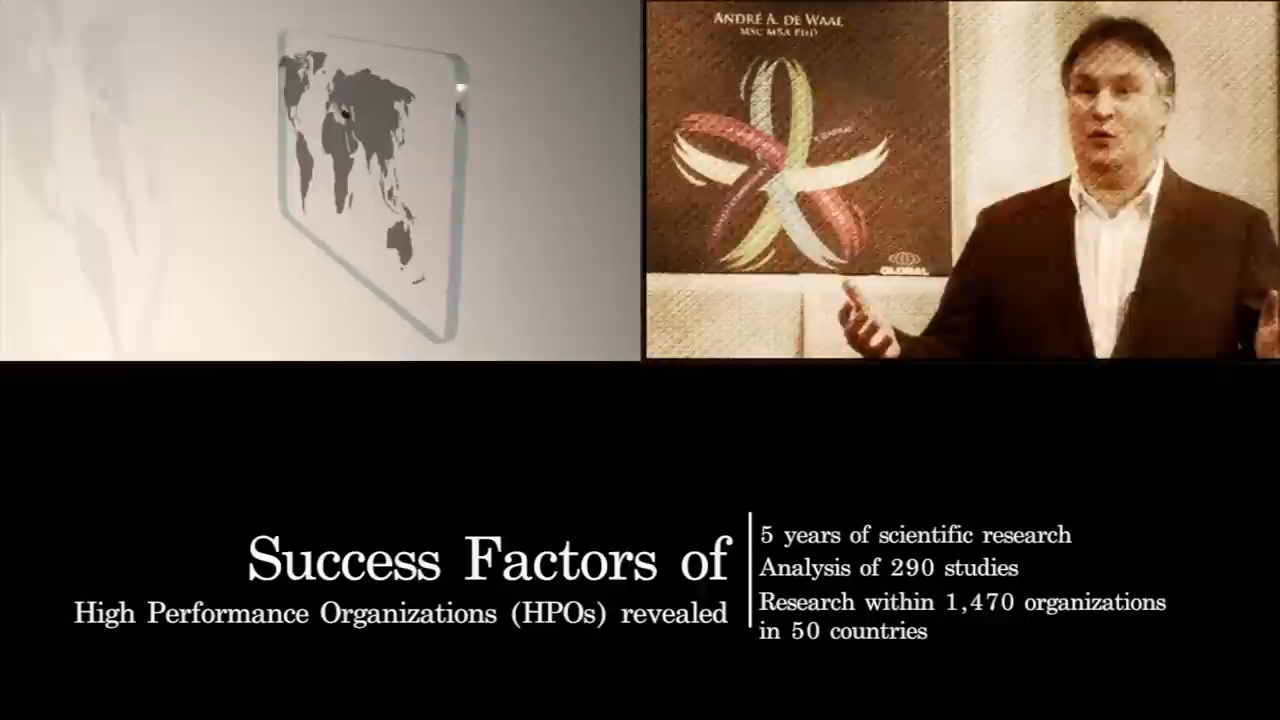 ANDRÉ A. DE WAAL
MSC MBA PHD
GLOBAL
Success Factors of
High Performance Organizations (HPOs) revealed
5 years of scientific research
Analysis of 290 studies
Research within 1,470 organizations
in 50 countries